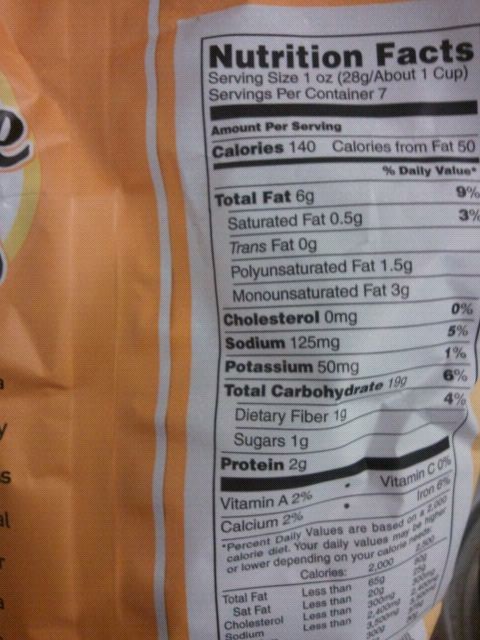 Nutrition Facts
Serving Size 1 oz (28g/About 1 Cup)
Servings Per Container 7
Amount Per Serving
Calories 140 Calories from Fat 50
% Daily Value*
Total Fat 6g 9%
Saturated Fat 0.5g 3%
Trans Fat 0g
Polyunsaturated Fat 1.5g
Monounsaturated Fat 3g
Cholesterol 0mg 0%
Sodium 125mg 5%
Potassium 50mg 1%
Total Carbohydrate 19g 6%
Dietary Fiber 1g 4%
Sugars 1g
Protein 2g
Vitamin A 2% • Vitamin C 0%
Calcium 2% • Iron 6%
*Percent Daily Values are based on a 2,000
calorie diet. Your daily values may be higher
or lower depending on your calorie needs:
Calories: 2,000 2,500
Total Fat Less than 65g 80g
Sat Fat Less than 20g 25g
Cholesterol Less than 300mg 300mg
Sodium Less than 2,400mg